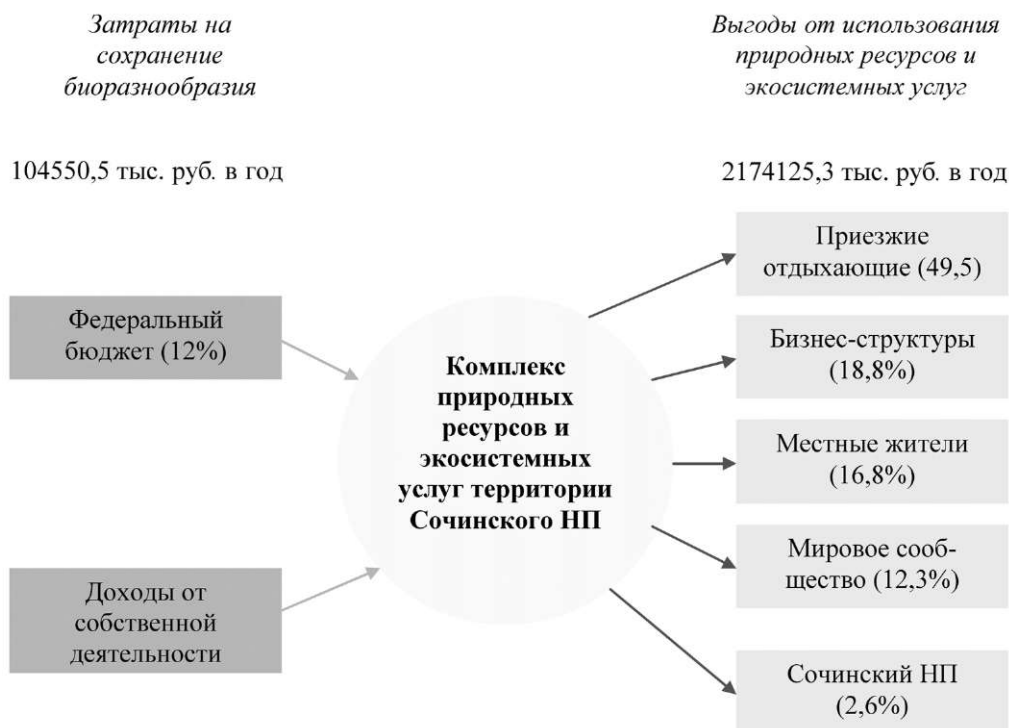 Затраты на
сохранение
биоразнообразия
104550,5 тыс. руб. в год
Федеральный
бюджет (12%)
Доходы от
собственной
деятельности
Комплекс
природных
ресурсов и
экосистемных
услуг территории
Сочинского НП
Выгоды от использования
природных ресурсов и
экосистемных услуг
2174125,3 тыс. руб. в год
Приезжие
отдыхающие (49,5)
Бизнес-структуры
(18,8%)
Местные жители
(16,8%)
Мировое сооб-
щество (12,3%)
Сочинский НП
(2,6%)